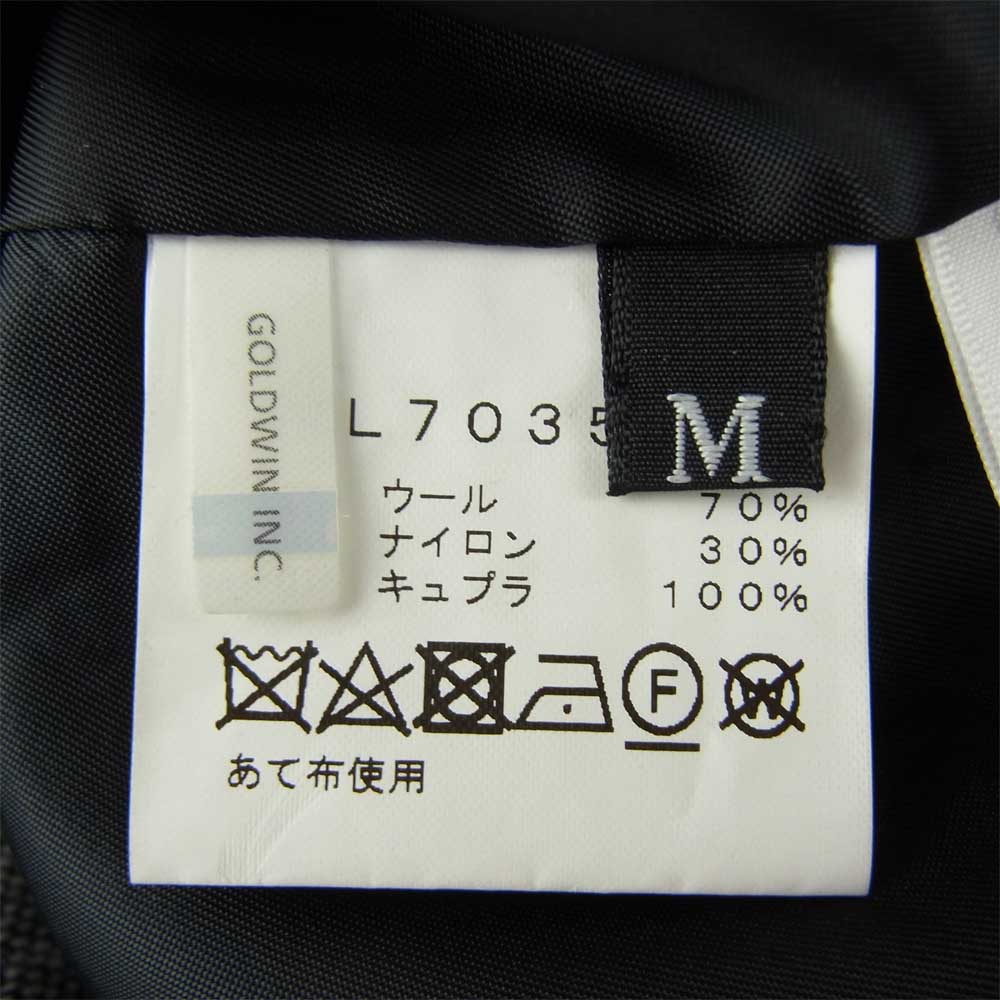 GOLDWIN INC.
L7035
M
ウール 70%
ナイロン 30%
キュプラ 100%
F
W
あて布使用